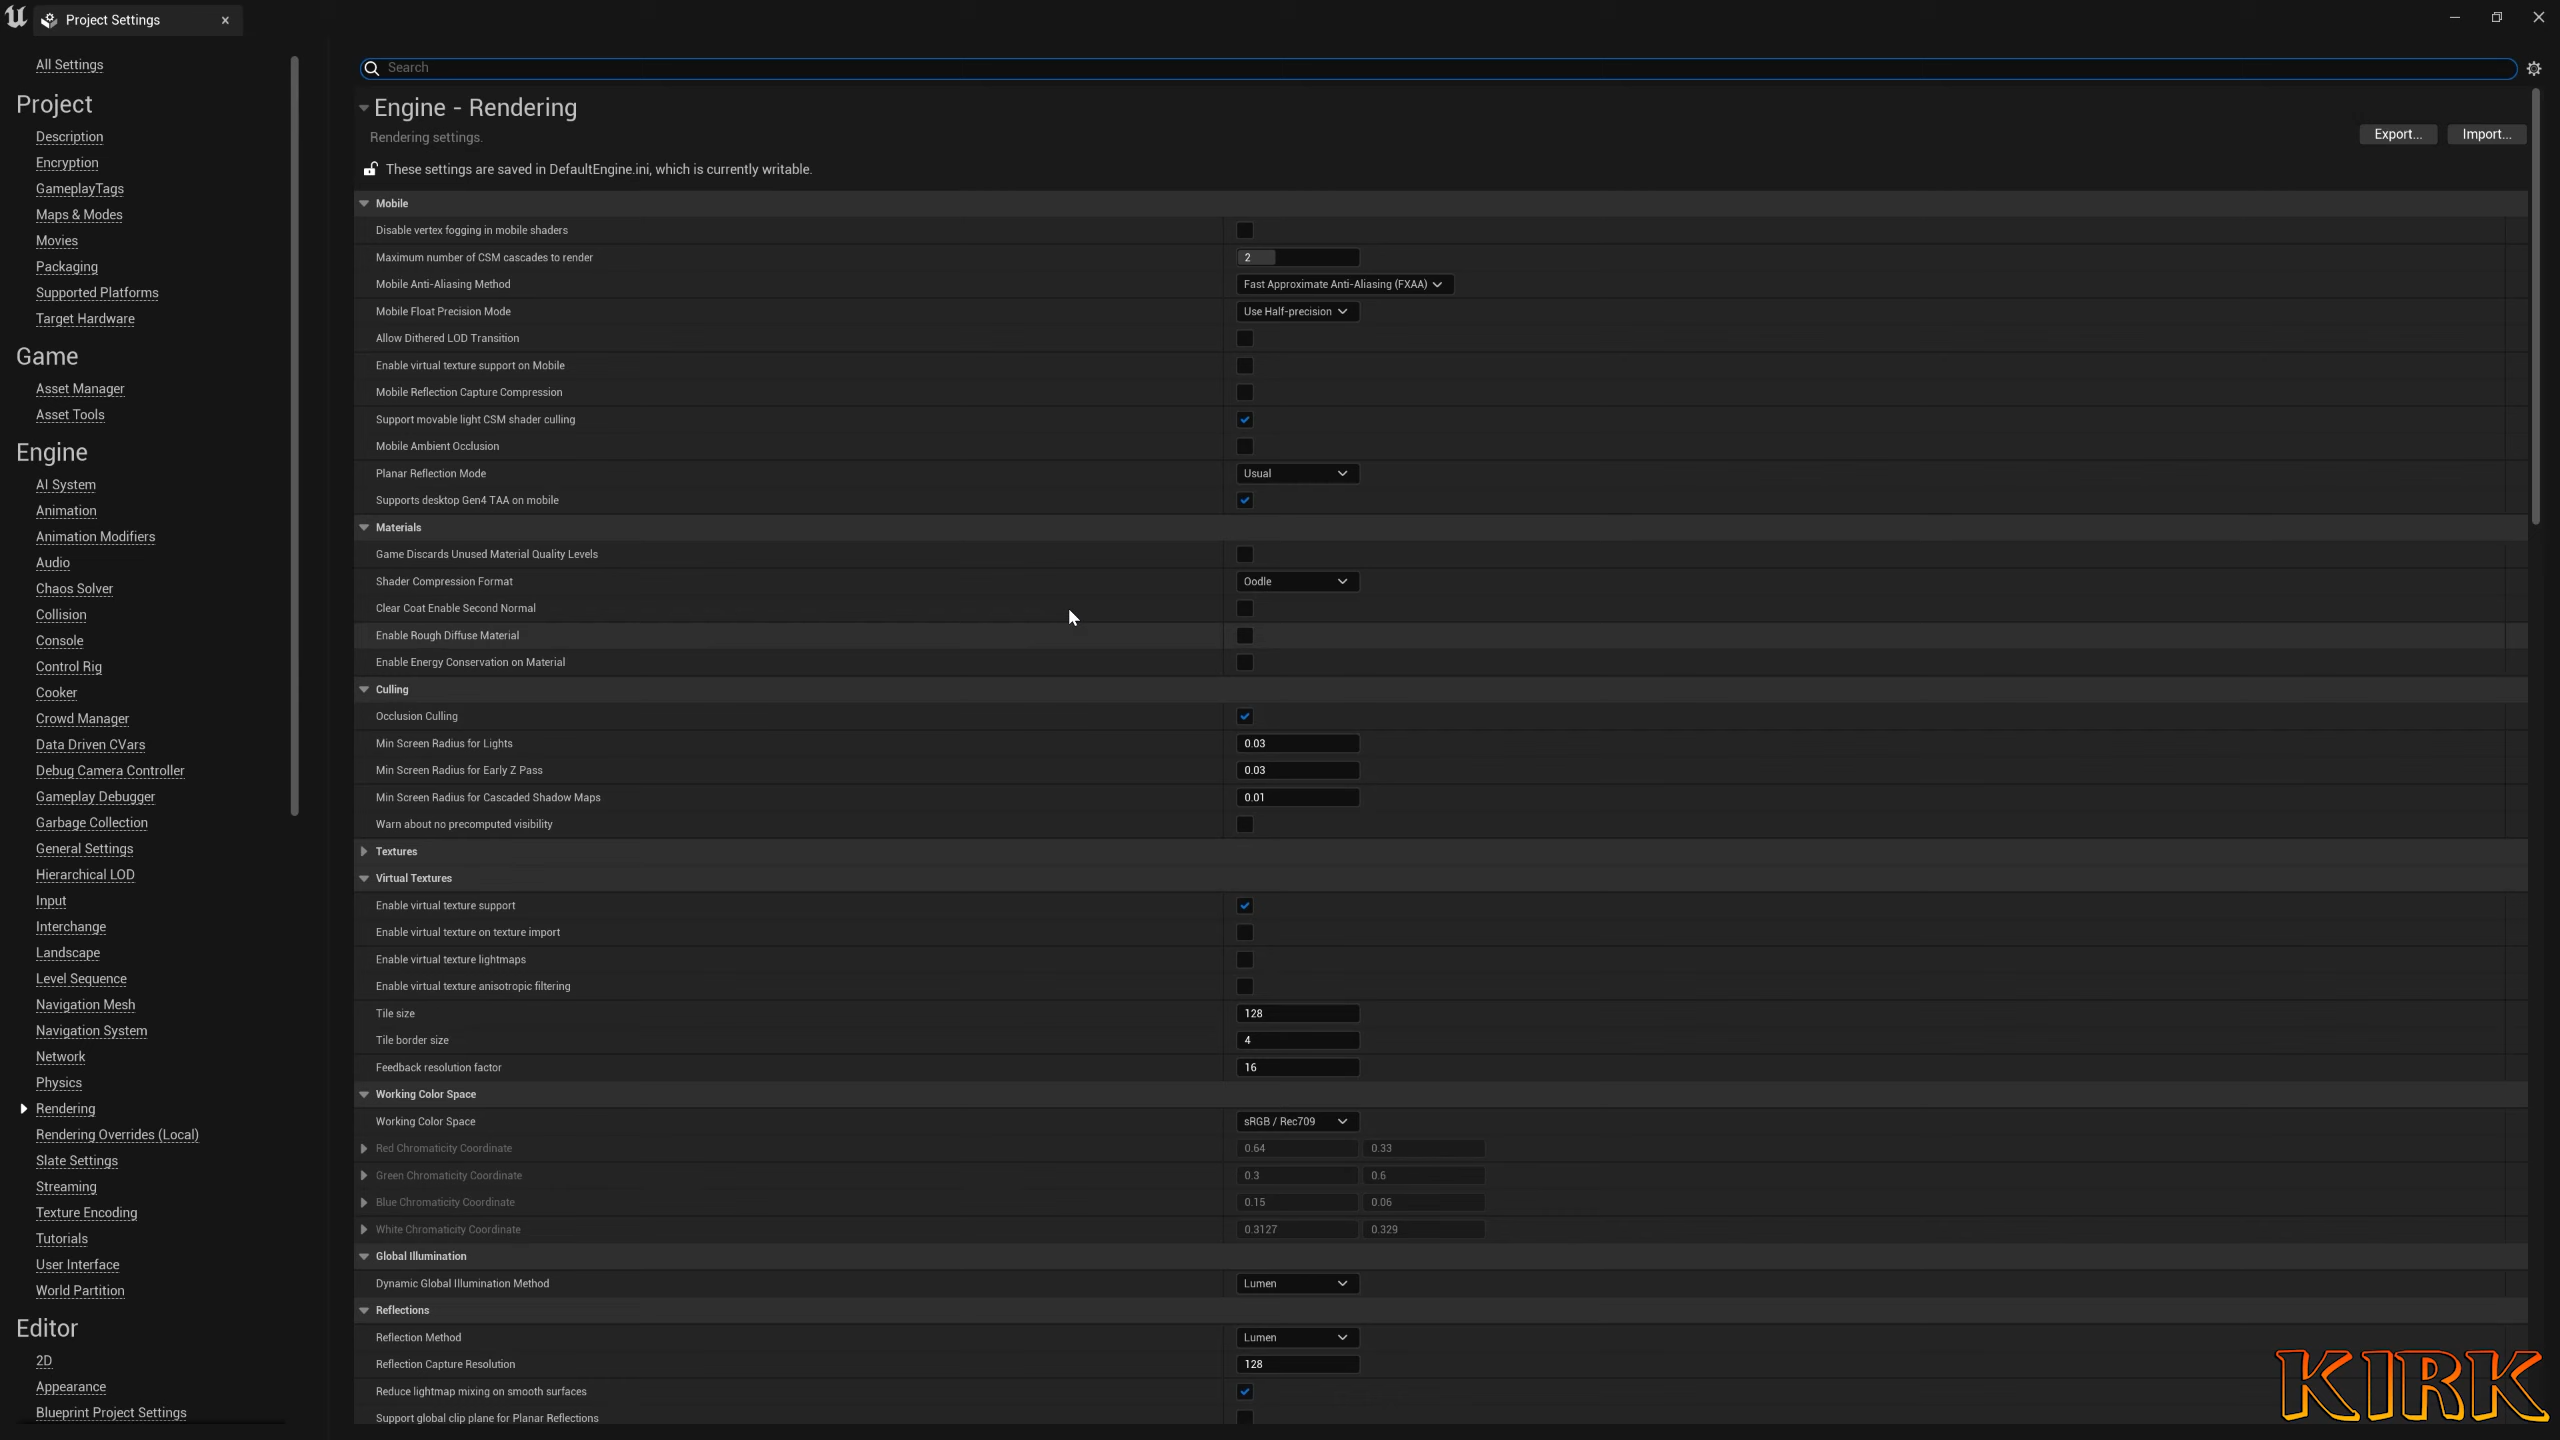 Project Settings
All Settings
Project
Description
Encryption
GameplayTags
Maps & Modes
Movies
Packaging
Supported Platforms
Target Hardware
Game
Asset Manager
Asset Tools
Engine
AI System
Animation
Animation Modifiers
Audio
Chaos Solver
Collision
Console
Control Rig
Cooker
Crowd Manager
Data Driven CVars
Debug Camera Controller
Gameplay Debugger
Garbage Collection
General Settings
Hierarchical LOD
Input
Interchange
Landscape
Level Sequence
Navigation Mesh
Navigation System
Network
Physics
Rendering
Rendering Overrides (Local)
Slate Settings
Streaming
Texture Encoding
Tutorials
User Interface
World Partition
Editor
2D
Appearance
Blueprint Project Settings
Search
Engine - Rendering
Rendering settings.
Export... Import...
These settings are saved in DefaultEngine.ini, which is currently writable.
Mobile
Disable vertex fogging in mobile shaders
Maximum number of CSM cascades to render 2
Mobile Anti-Aliasing Method Fast Approximate Anti-Aliasing (FXAA)
Mobile Float Precision Mode Use Half-precision
Allow Dithered LOD Transition
Enable virtual texture support on Mobile
Mobile Reflection Capture Compression
Support movable light CSM shader culling
Mobile Ambient Occlusion
Planar Reflection Mode Usual
Supports desktop Gen4 TAA on mobile
Materials
Game Discards Unused Material Quality Levels
Shader Compression Format Oodle
Clear Coat Enable Second Normal
Enable Rough Diffuse Material
Enable Energy Conservation on Material
Culling
Occlusion Culling
Min Screen Radius for Lights 0.03
Min Screen Radius for Early Z Pass 0.03
Min Screen Radius for Cascaded Shadow Maps 0.01
Warn about no precomputed visibility
Textures
Virtual Textures
Enable virtual texture support
Enable virtual texture on texture import
Enable virtual texture lightmaps
Enable virtual texture anisotropic filtering
Tile size 128
Tile border size 4
Feedback resolution factor 16
Working Color Space
Working Color Space sRGB / Rec709
Red Chromaticity Coordinate 0.64 0.33
Green Chromaticity Coordinate 0.3 0.6
Blue Chromaticity Coordinate 0.15 0.06
White Chromaticity Coordinate 0.3127 0.329
Global Illumination
Dynamic Global Illumination Method Lumen
Reflections
Reflection Method Lumen
Reflection Capture Resolution 128
Reduce lightmap mixing on smooth surfaces
Support global clip plane for Planar Reflections
KIRK